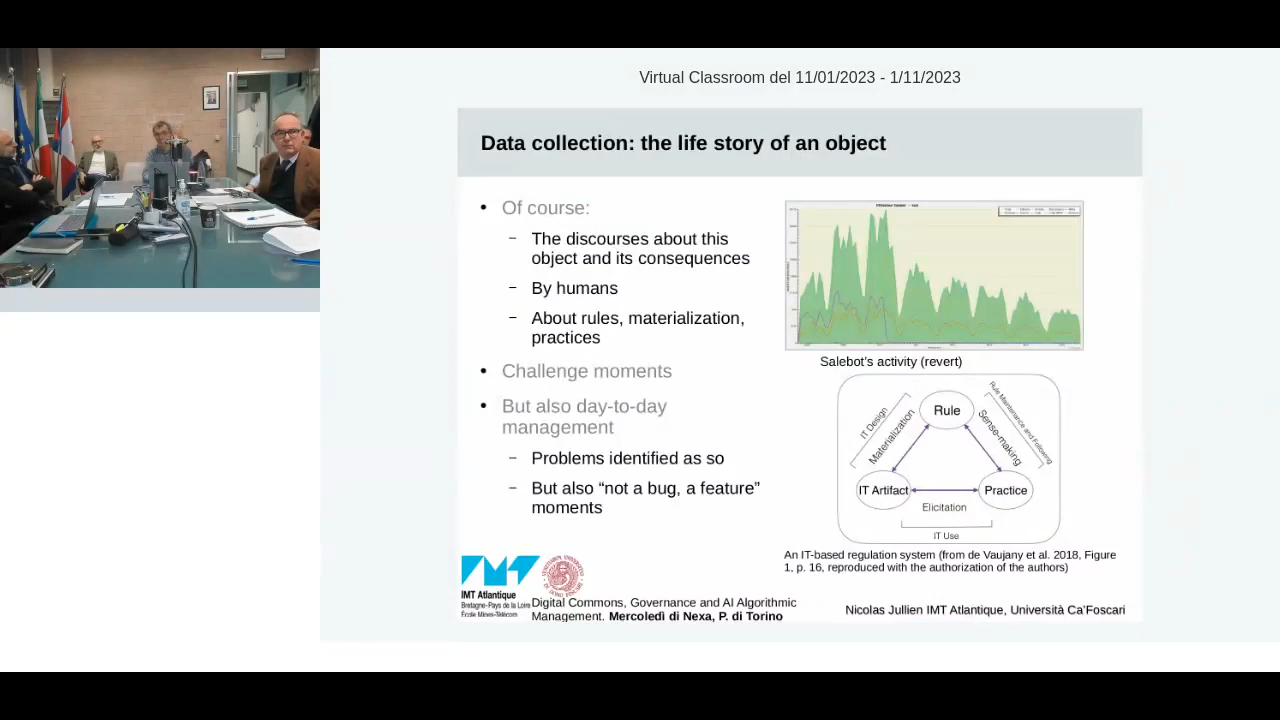 Virtual Classroom del 11/01/2023 - 1/11/2023
Data collection: the life story of an object
• Of course:
– The discourses about this
object and its consequences
– By humans
– About rules, materialization,
practices
• Challenge moments
• But also day-to-day
management
– Problems identified as so
– But also “not a bug, a feature”
moments
Salebot’s activity (revert)
Rule
IT Design
Materialization
Sense-making
Rule Maintenance and Following
IT Artifact
Practice
Elicitation
IT Use
An IT-based regulation system (from de Vaujany et al. 2018, Figure
1, p. 16, reproduced with the authorization of the authors)
IMT Atlantique
Bretagne-Pays de la Loire
École Mines-Télécom
Digital Commons, Governance and AI Algorithmic
Management. Mercoledì di Nexa, P. di Torino
Nicolas Jullien IMT Atlantique, Università Ca’Foscari